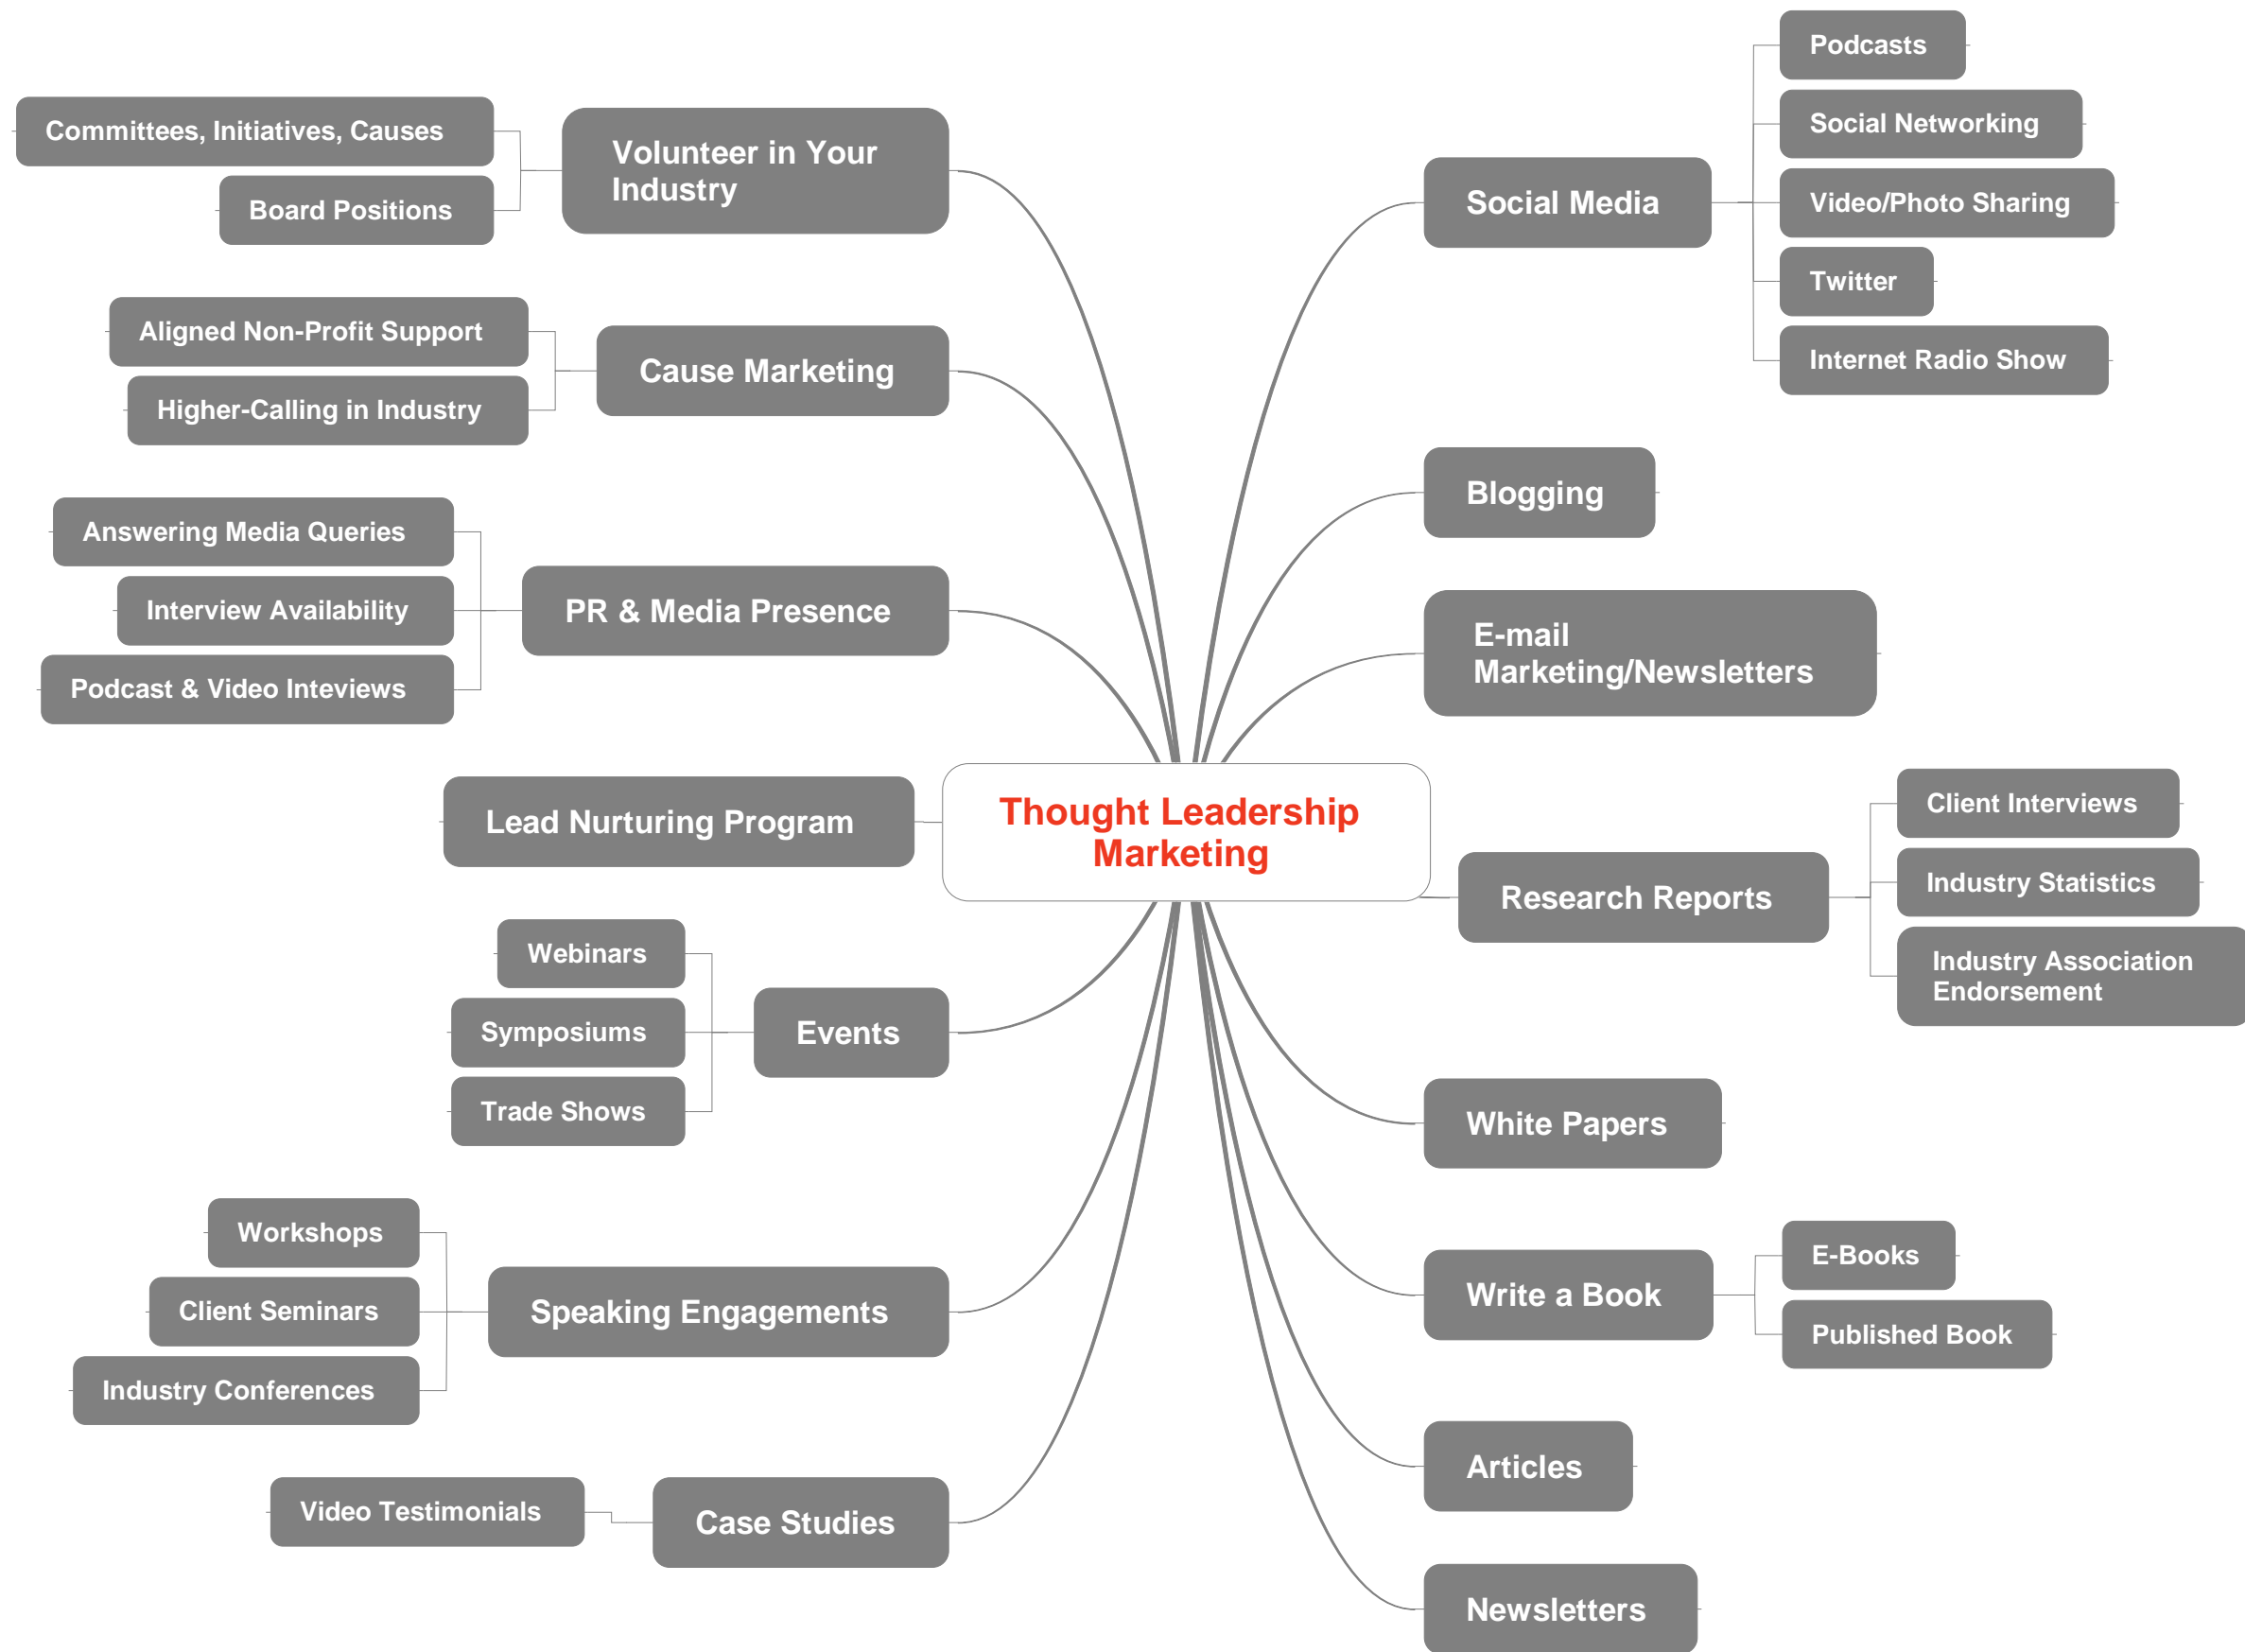 Thought Leadership
Marketing
Social Media
Podcasts
Social Networking
Video/Photo Sharing
Twitter
Internet Radio Show
Blogging
E-mail
Marketing/Newsletters
Research Reports
Client Interviews
Industry Statistics
Industry Association
Endorsement
White Papers
Write a Book
E-Books
Published Book
Articles
Newsletters
Volunteer in Your
Industry
Committees, Initiatives, Causes
Board Positions
Cause Marketing
Aligned Non-Profit Support
Higher-Calling in Industry
PR & Media Presence
Answering Media Queries
Interview Availability
Podcast & Video Inteviews
Lead Nurturing Program
Events
Webinars
Symposiums
Trade Shows
Speaking Engagements
Workshops
Client Seminars
Industry Conferences
Case Studies
Video Testimonials